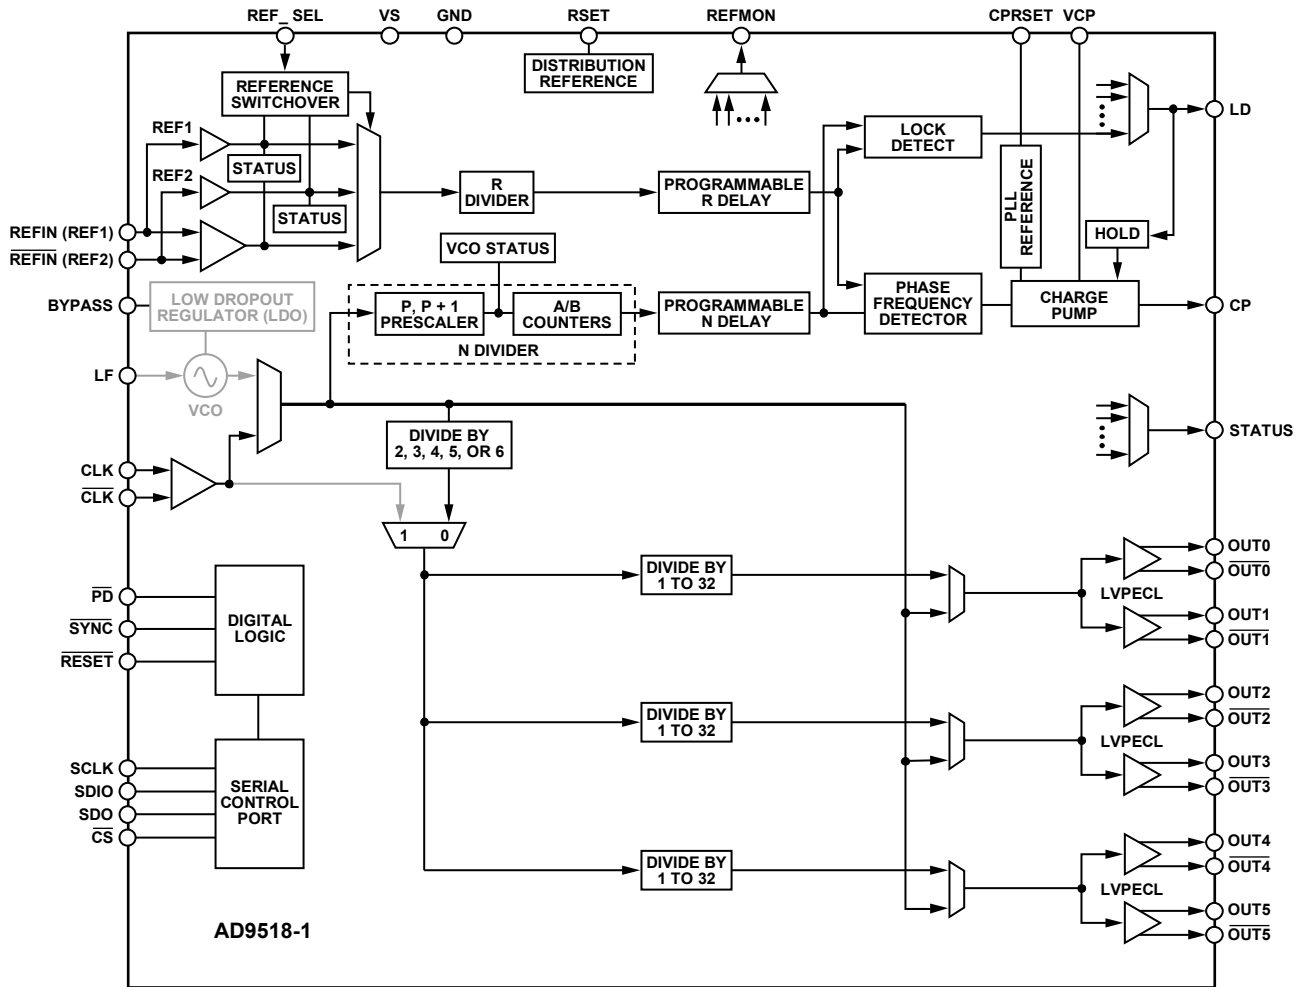 REF_ SEL
VS
GND
RSET
REFMON
CPRSET
VCP
DISTRIBUTION
REFERENCE
REFERENCE
SWITCHOVER
REF1
STATUS
REF2
STATUS
R
DIVIDER
PROGRAMMABLE
R DELAY
LOCK
DETECT
LD
PLL
REFERENCE
HOLD
REFIN (REF1)
REFIN (REF2)
VCO STATUS
BYPASS
LOW DROPOUT
REGULATOR (LDO)
P, P + 1
PRESCALER
A/B
COUNTERS
N DIVIDER
PROGRAMMABLE
N DELAY
PHASE
FREQUENCY
DETECTOR
CHARGE
PUMP
CP
LF
VCO
DIVIDE BY
2, 3, 4, 5, OR 6
STATUS
CLK
CLK
1 0
DIVIDE BY
1 TO 32
LVPECL
OUT0
OUT0
OUT1
OUT1
PD
SYNC
RESET
DIGITAL
LOGIC
DIVIDE BY
1 TO 32
LVPECL
OUT2
OUT2
OUT3
OUT3
SCLK
SDIO
SDO
CS
SERIAL
CONTROL
PORT
DIVIDE BY
1 TO 32
LVPECL
OUT4
OUT4
OUT5
OUT5
AD9518-1